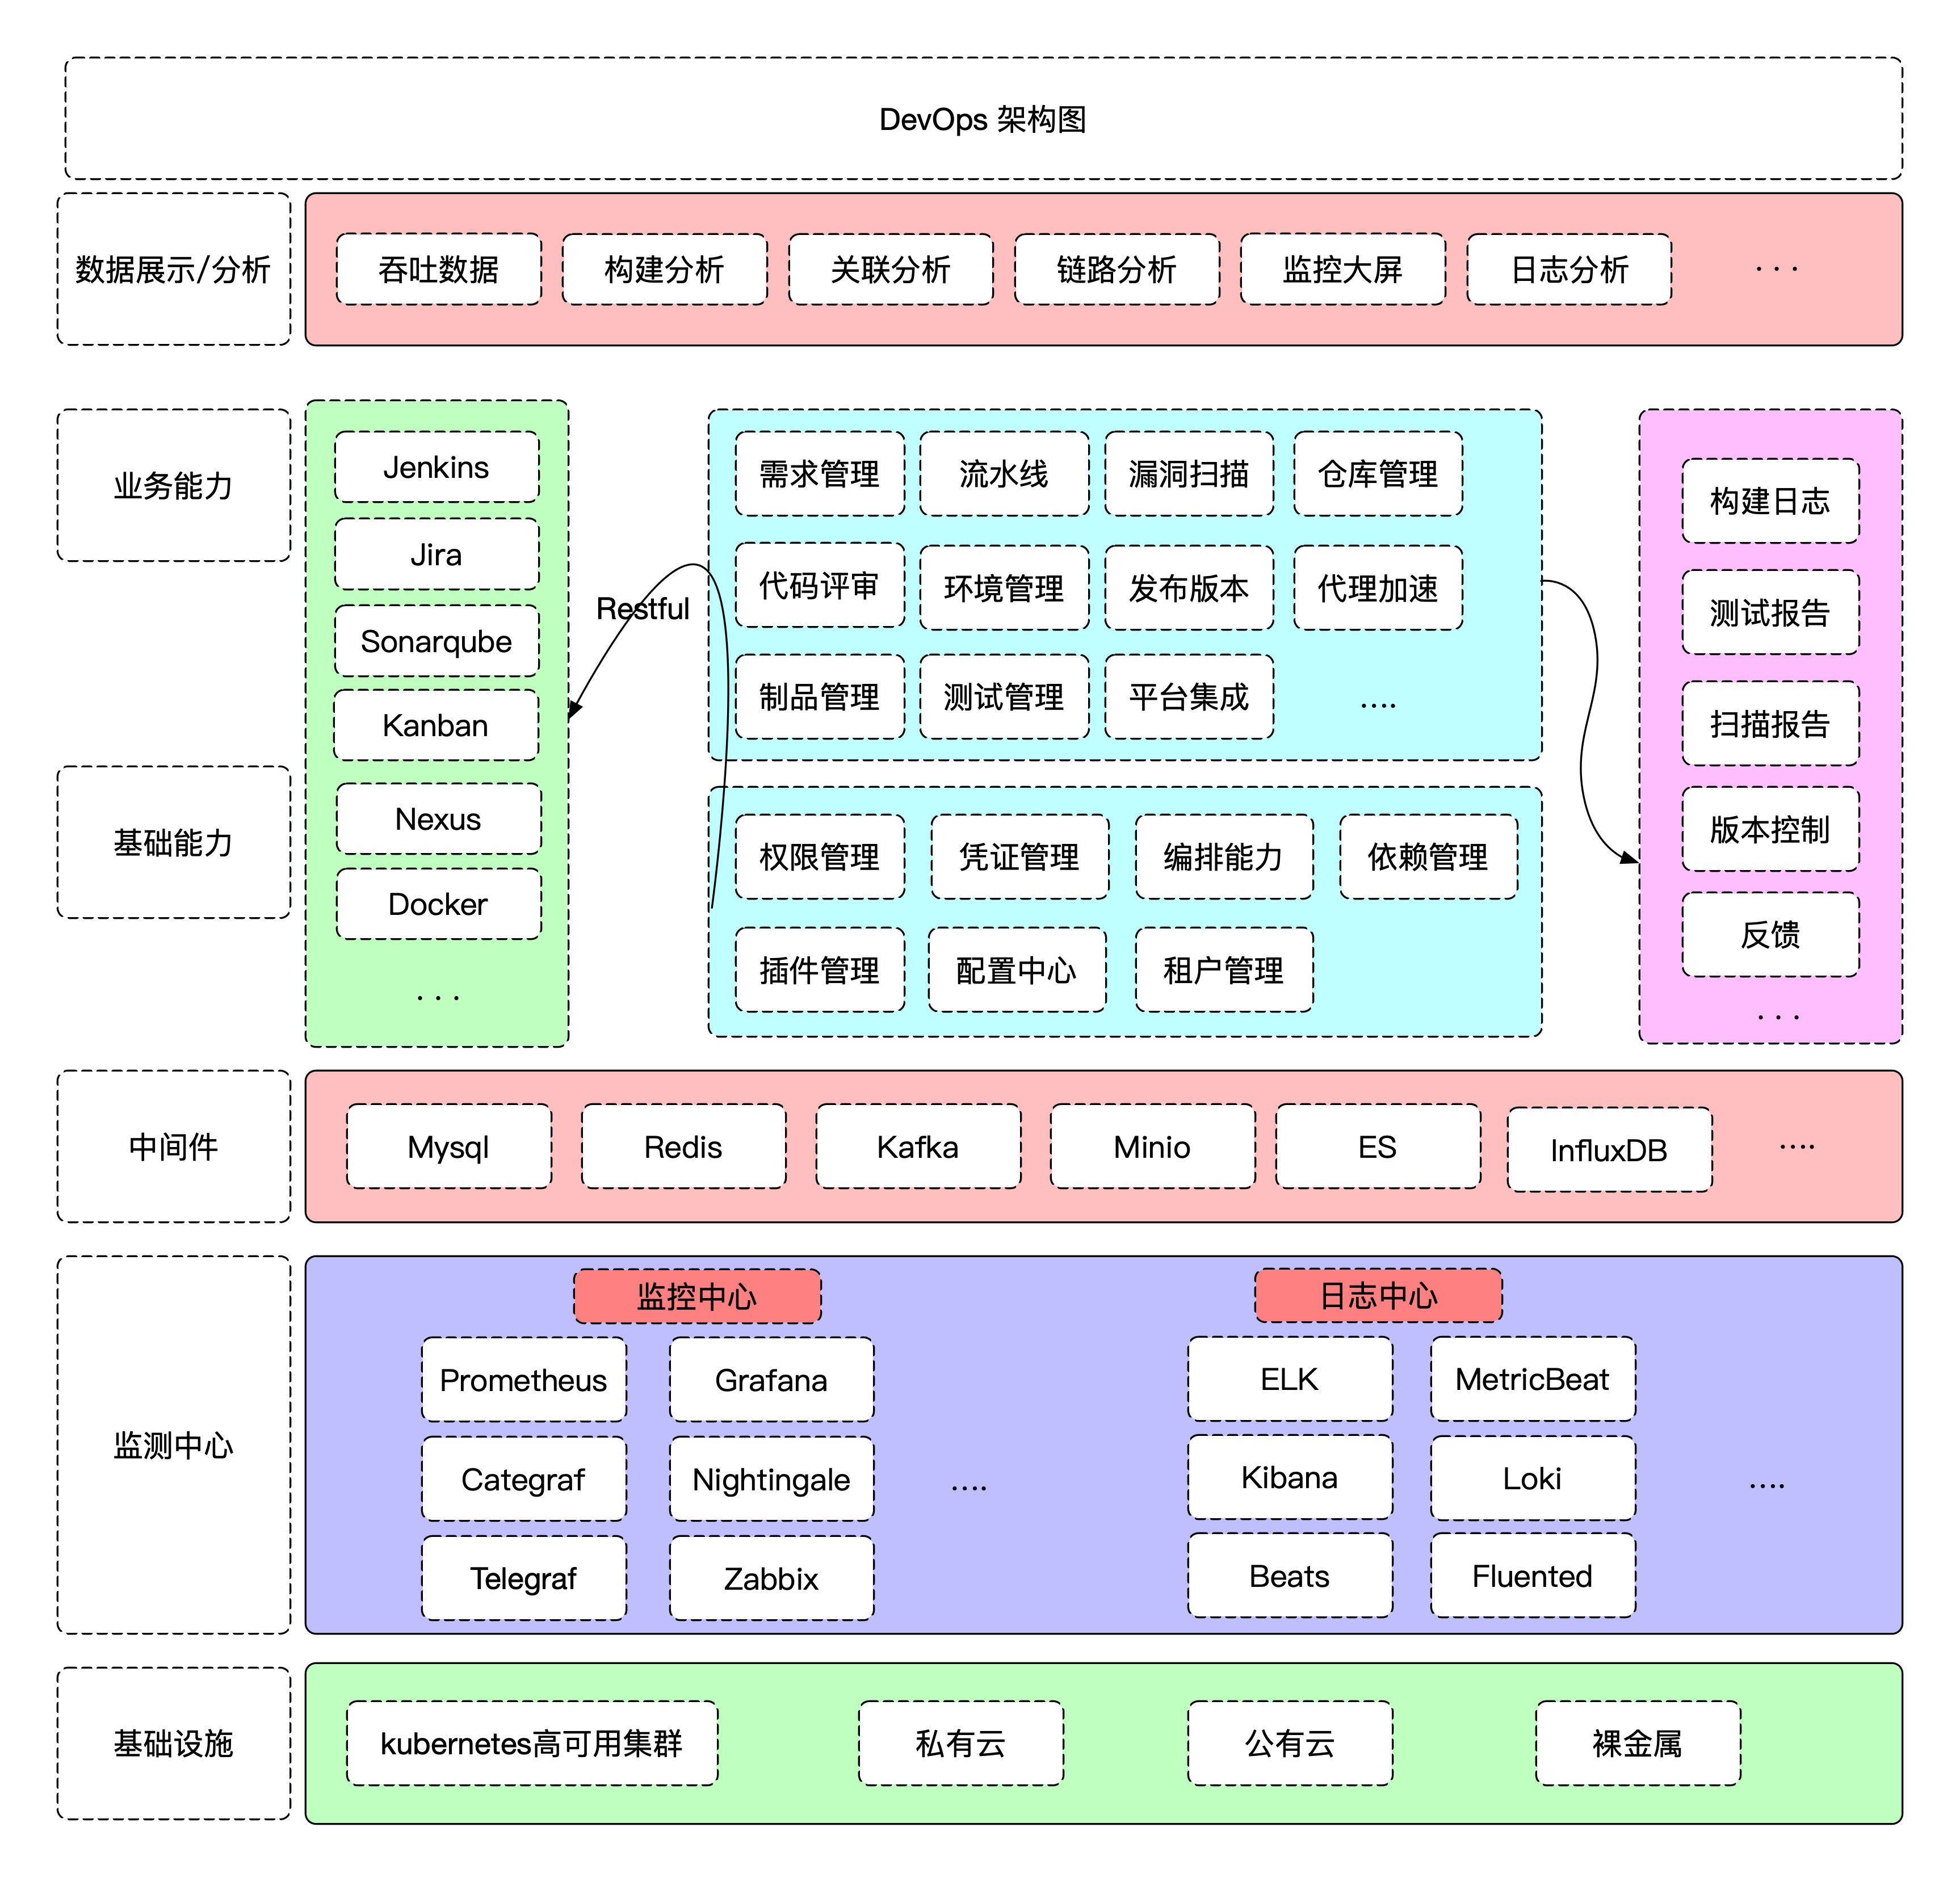 DevOps 架构图
数据展示/分析
吞吐数据
构建分析
关联分析
链路分析
监控大屏
日志分析
. . .
业务能力
基础能力
Jenkins
Jira
Sonarqube
Kanban
Nexus
Docker
. . .
Restful
需求管理
流水线
漏洞扫描
仓库管理
代码评审
环境管理
发布版本
代理加速
制品管理
测试管理
平台集成
....
权限管理
凭证管理
编排能力
依赖管理
插件管理
配置中心
租户管理
构建日志
测试报告
扫描报告
版本控制
反馈
. . .
中间件
Mysql
Redis
Kafka
Minio
ES
InfluxDB
....
监测中心
监控中心
Prometheus
Grafana
Categraf
Nightingale
....
Telegraf
Zabbix
日志中心
ELK
MetricBeat
Kibana
Loki
....
Beats
Fluented
基础设施
kubernetes高可用集群
私有云
公有云
裸金属